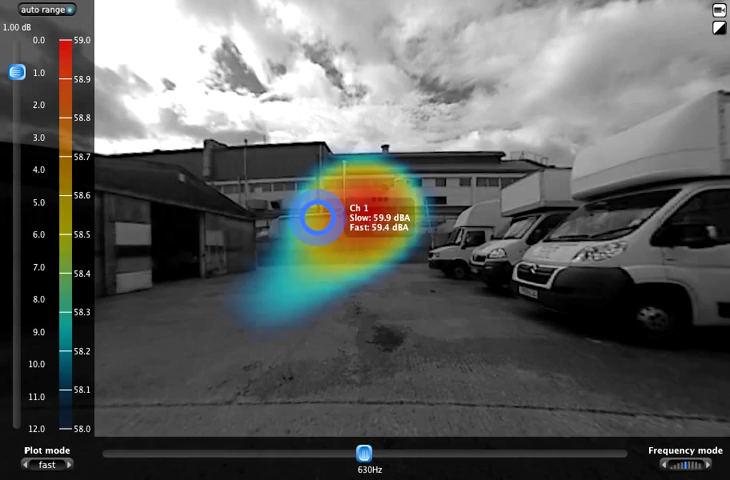 auto range
1.00 dB
0.0 59.0
1.0 58.9
2.0 58.8
3.0 58.7
4.0 58.6
5.0 58.5
6.0
7.0 58.4
8.0 58.3
9.0
10.0 58.2
11.0 58.1
12.0 58.0
Ch 1
Slow: 59.9 dBA
Fast: 59.4 dBA
Plot mode
fast
630Hz
Frequency mode